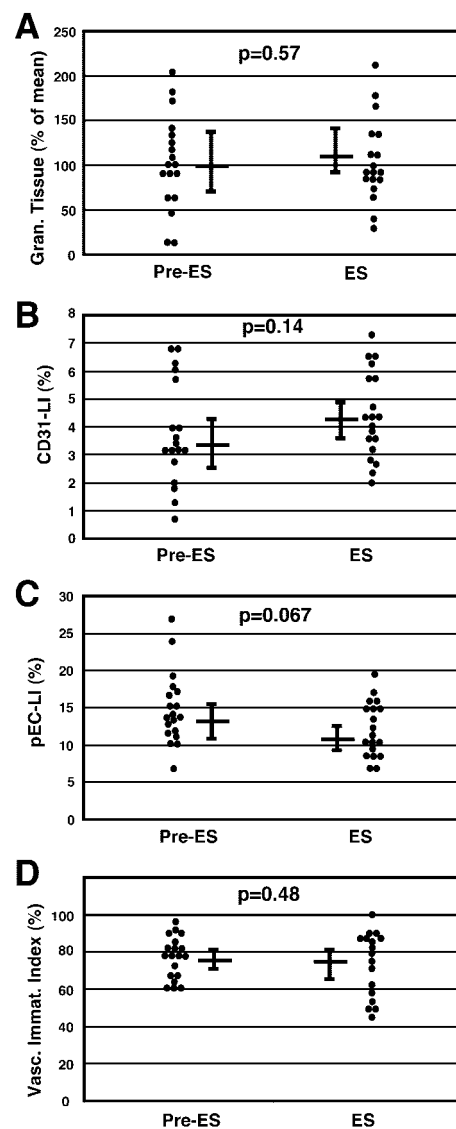 A
Gran. Tissue (% of mean)
250
200
150
100
50
0
p=0.57
Pre-ES
ES
B
CD31-LI (%)
8
7
6
5
4
3
2
1
0
p=0.14
Pre-ES
ES
C
pEC-LI (%)
30
25
20
15
10
5
0
p=0.067
Pre-ES
ES
D
Vasc. Immat. Index (%)
100
80
60
40
20
0
p=0.48
Pre-ES
ES